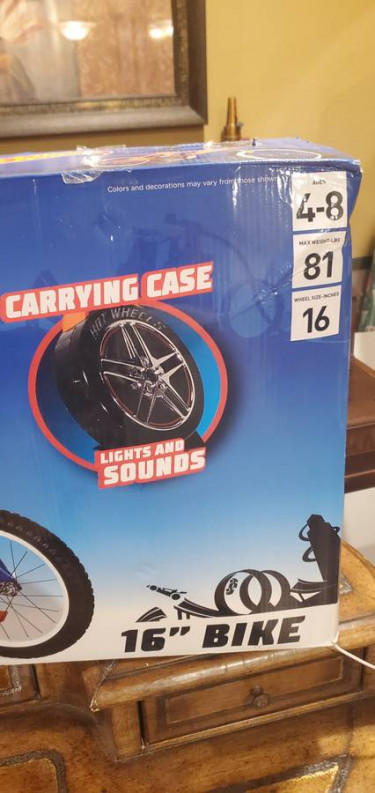 Colors and decorations may vary from those shown
AGES
4-8
MAX WEIGHT-LBS
81
WHEEL SIZE-INCHES
16
CARRYING CASE
HOT WHEELS
LIGHTS AND
SOUNDS
16” BIKE